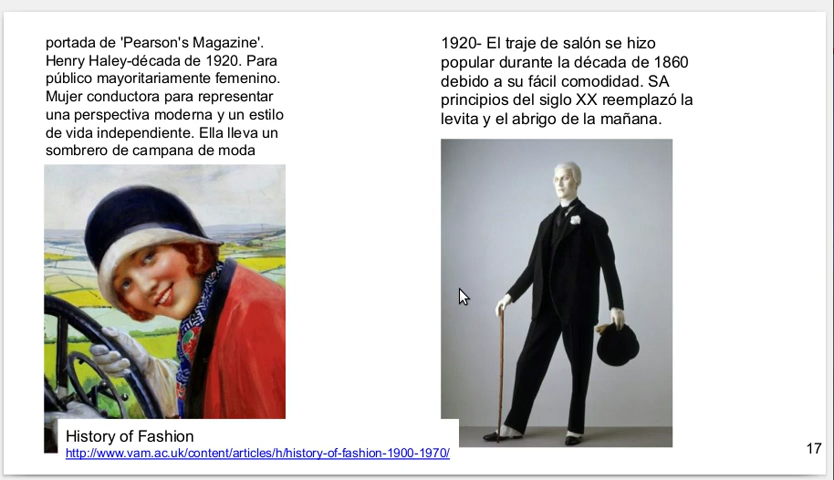 portada de 'Pearson's Magazine'.
Henry Haley-década de 1920. Para
público mayoritariamente femenino.
Mujer conductora para representar
una perspectiva moderna y un estilo
de vida independiente. Ella lleva un
sombrero de campana de moda
1920- El traje de salón se hizo
popular durante la década de 1860
debido a su fácil comodidad. SA
principios del siglo XX reemplazó la
levita y el abrigo de la mañana.
History of Fashion
http://www.vam.ac.uk/content/articles/h/history-of-fashion-1900-1970/
17